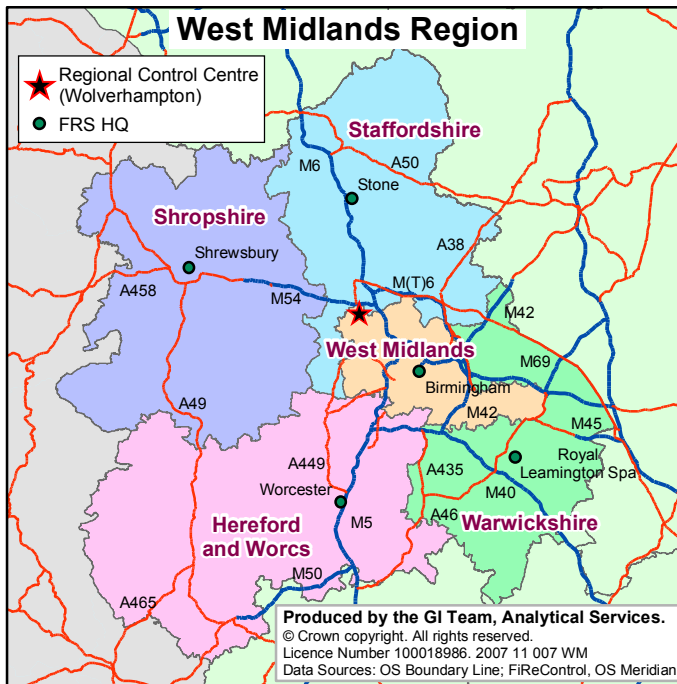 West Midlands Region
Regional Control Centre
(Wolverhampton)
FRS HQ
Staffordshire
M6
A50
Stone
Shropshire
A38
Shrewsbury
M(T)6
A458
M54
M42
West Midlands
M69
Birmingham
A49
M42
M45
A449
A435
Royal
Leamington Spa
Worcester
M40
M5
A46
Warwickshire
Hereford
and Worcs
M50
A465
Produced by the GI Team, Analytical Services.
© Crown copyright. All rights reserved.
Licence Number 100018986. 2007 11 007 WM
Data Sources: OS Boundary Line; FiReControl, OS Meridian